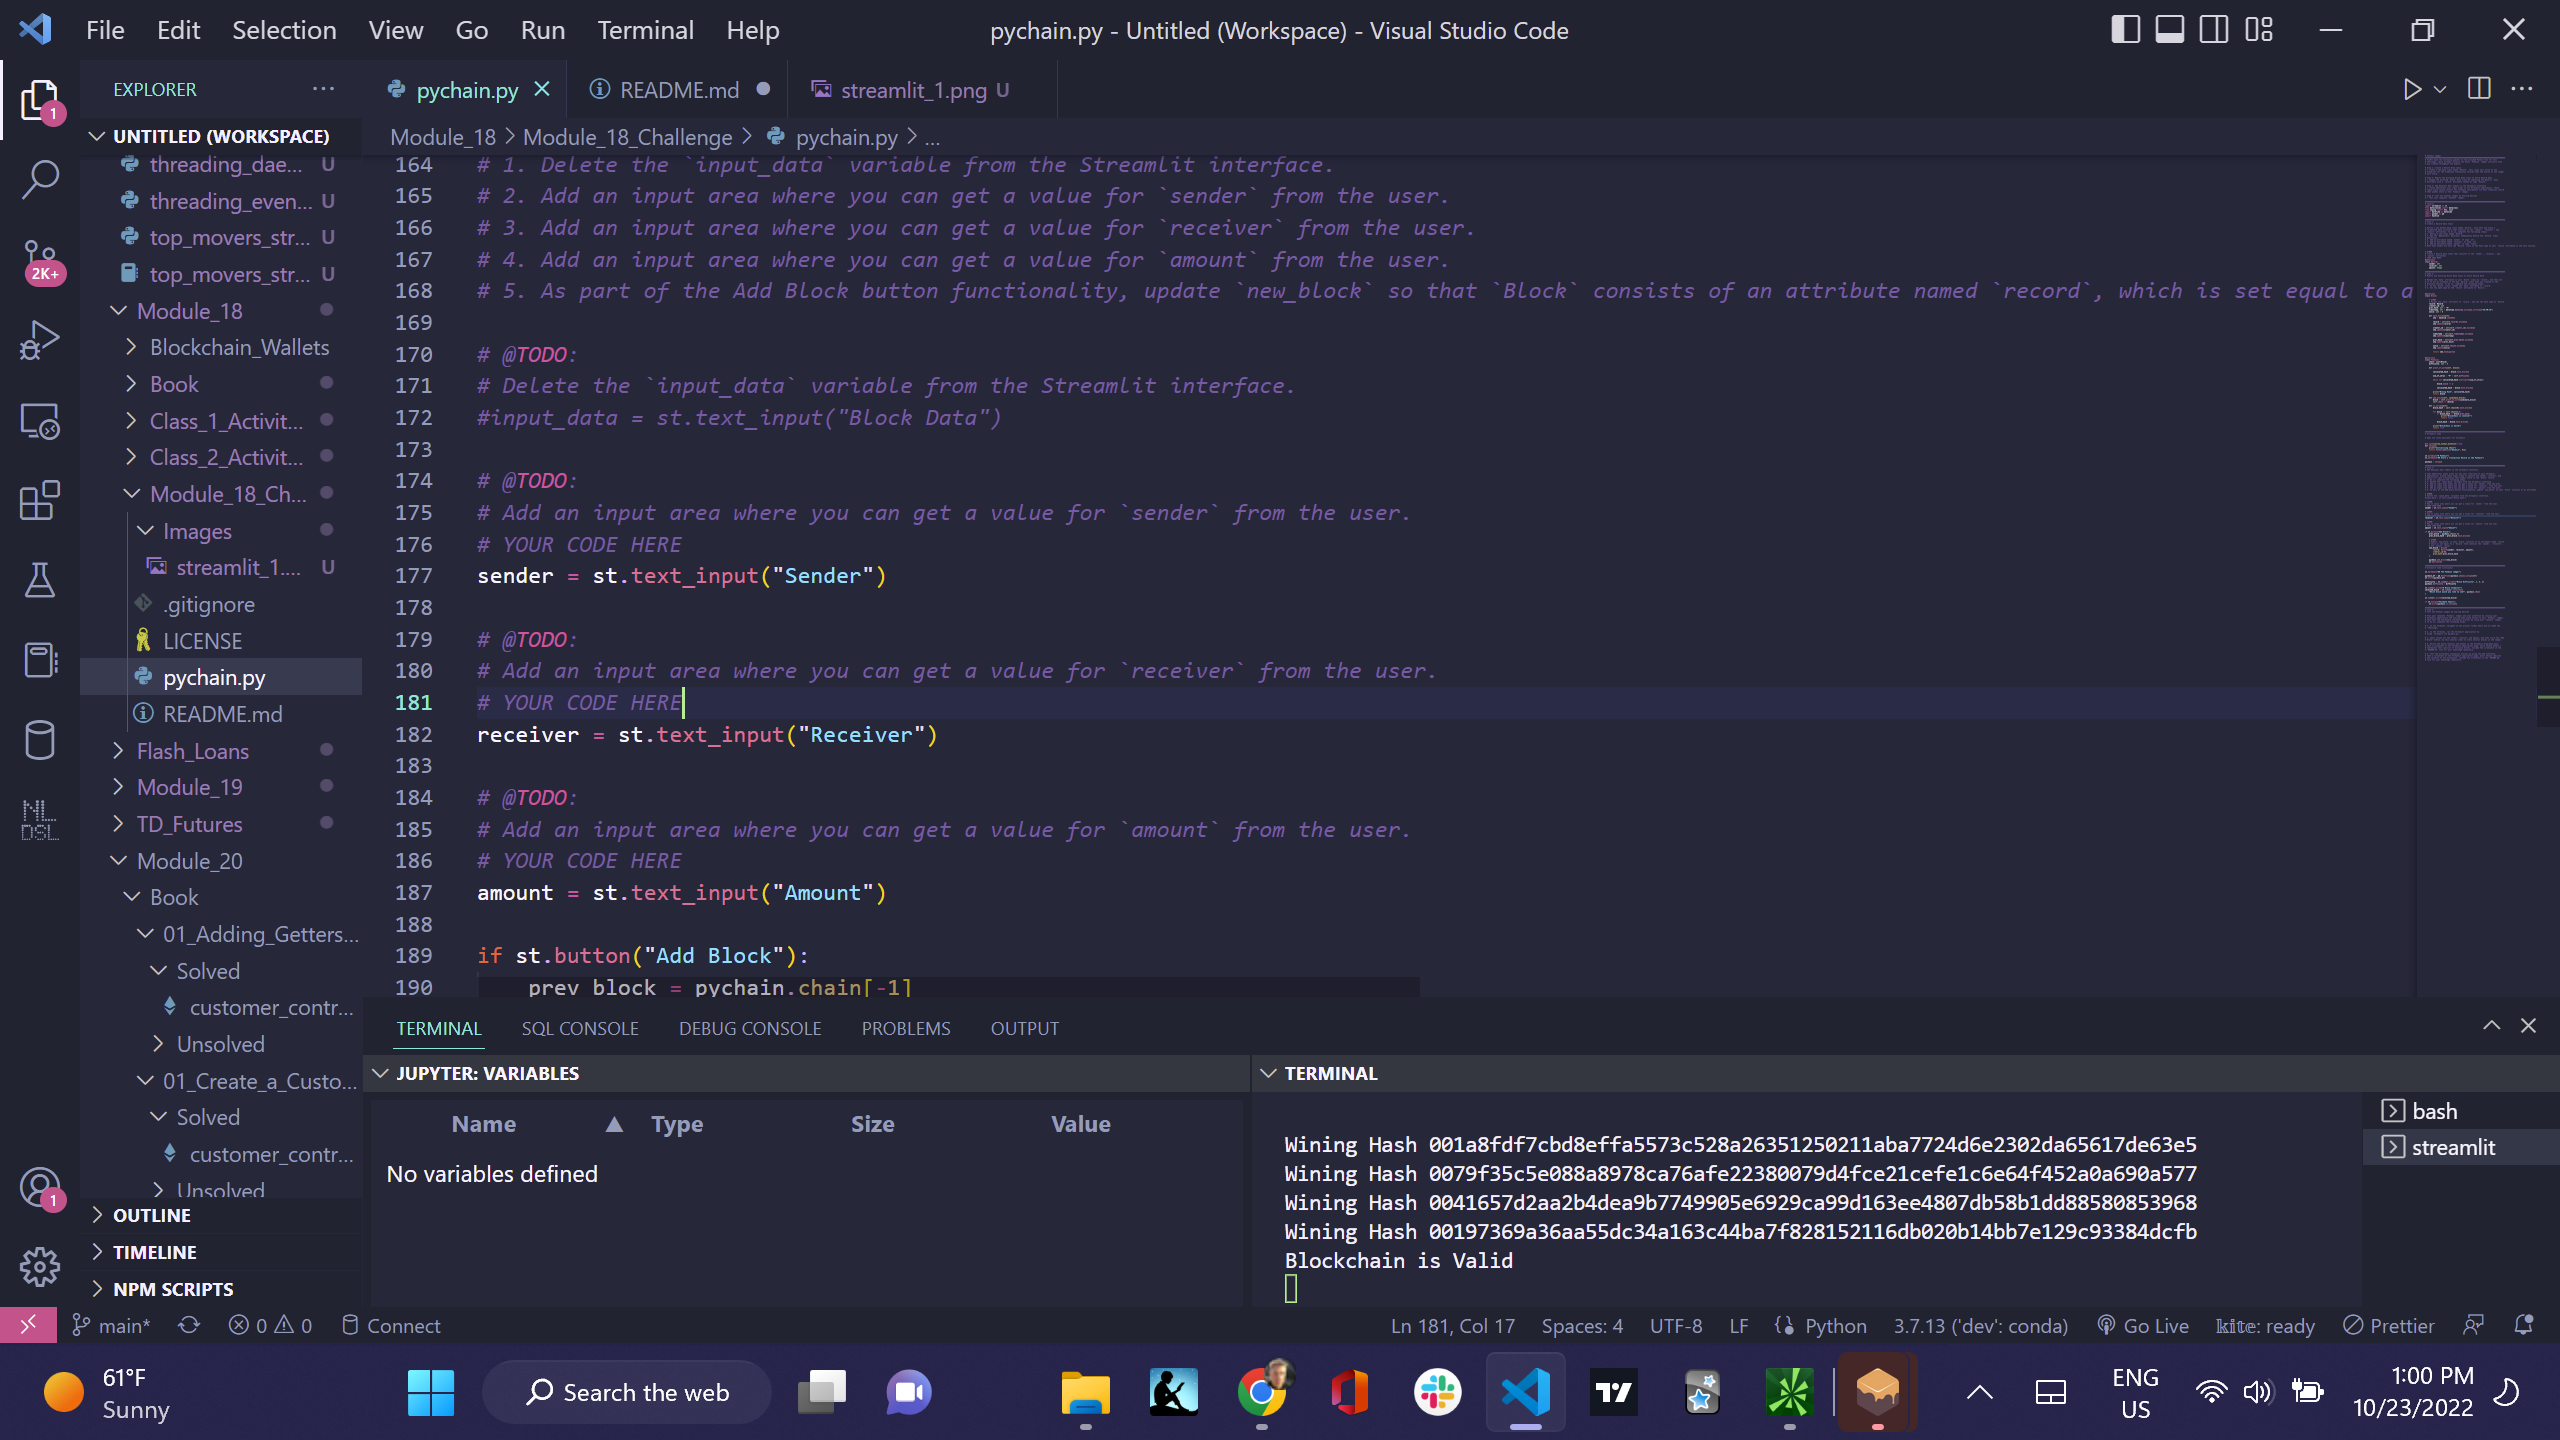 File Edit Selection View Go Run Terminal Help
pychain.py - Untitled (Workspace) - Visual Studio Code
EXPLORER
pychain.py
README.md
streamlit_1.png U
1
UNTITLED (WORKSPACE)
Module_18 > Module_18_Challenge > pychain.py > ...
threading_dae... U
threading_even... U
top_movers_str... U
top_movers_str... U
2K+
Module_18
Blockchain_Wallets
Book
Class_1_Activit...
Class_2_Activit...
Module_18_Ch...
Images
streamlit_1.... U
.gitignore
LICENSE
pychain.py
README.md
Flash_Loans
Module_19
TD_Futures
Module_20
Book
01_Adding_Getters...
Solved
customer_contr...
Unsolved
01_Create_a_Custo...
Solved
customer_contr...
Unsolved
OUTLINE
TIMELINE
NPM SCRIPTS
NL
DSL
1
164 # 1. Delete the `input_data` variable from the Streamlit interface.
165 # 2. Add an input area where you can get a value for `sender` from the user.
166 # 3. Add an input area where you can get a value for `receiver` from the user.
167 # 4. Add an input area where you can get a value for `amount` from the user.
168 # 5. As part of the Add Block button functionality, update `new_block` so that `Block` consists of an attribute named `record`, which is set equal to a
169
170 # @TODO:
171 # Delete the `input_data` variable from the Streamlit interface.
172 #input_data = st.text_input("Block Data")
173
174 # @TODO:
175 # Add an input area where you can get a value for `sender` from the user.
176 # YOUR CODE HERE
177 sender = st.text_input("Sender")
178
179 # @TODO:
180 # Add an input area where you can get a value for `receiver` from the user.
181 # YOUR CODE HERE
182 receiver = st.text_input("Receiver")
183
184 # @TODO:
185 # Add an input area where you can get a value for `amount` from the user.
186 # YOUR CODE HERE
187 amount = st.text_input("Amount")
188
189 if st.button("Add Block"):
190 prev_block = pychain.chain[-1]
TERMINAL SQL CONSOLE DEBUG CONSOLE PROBLEMS OUTPUT
JUPYTER: VARIABLES
Name Type Size Value
No variables defined
TERMINAL
Wining Hash 001a8fdf7cbd8effa5573c528a26351250211aba7724d6e2302da65617de63e5
Wining Hash 0079f35c5e088a8978ca76afe22380079d4fce21cefe1c6e64f452a0a690a577
Wining Hash 0041657d2aa2b4dea9b7749905e6929ca99d163ee4807db58b1dd88580853968
Wining Hash 00197369a36aa55dc34a163c44ba7f828152116db020b14bb7e129c93384dcfb
Blockchain is Valid
bash
streamlit
main* 0 0 Connect
Ln 181, Col 17 Spaces: 4 UTF-8 LF Python 3.7.13 ('dev': conda) Go Live kite: ready Prettier
61°F
Sunny
Search the web
ENG
US
1:00 PM
10/23/2022